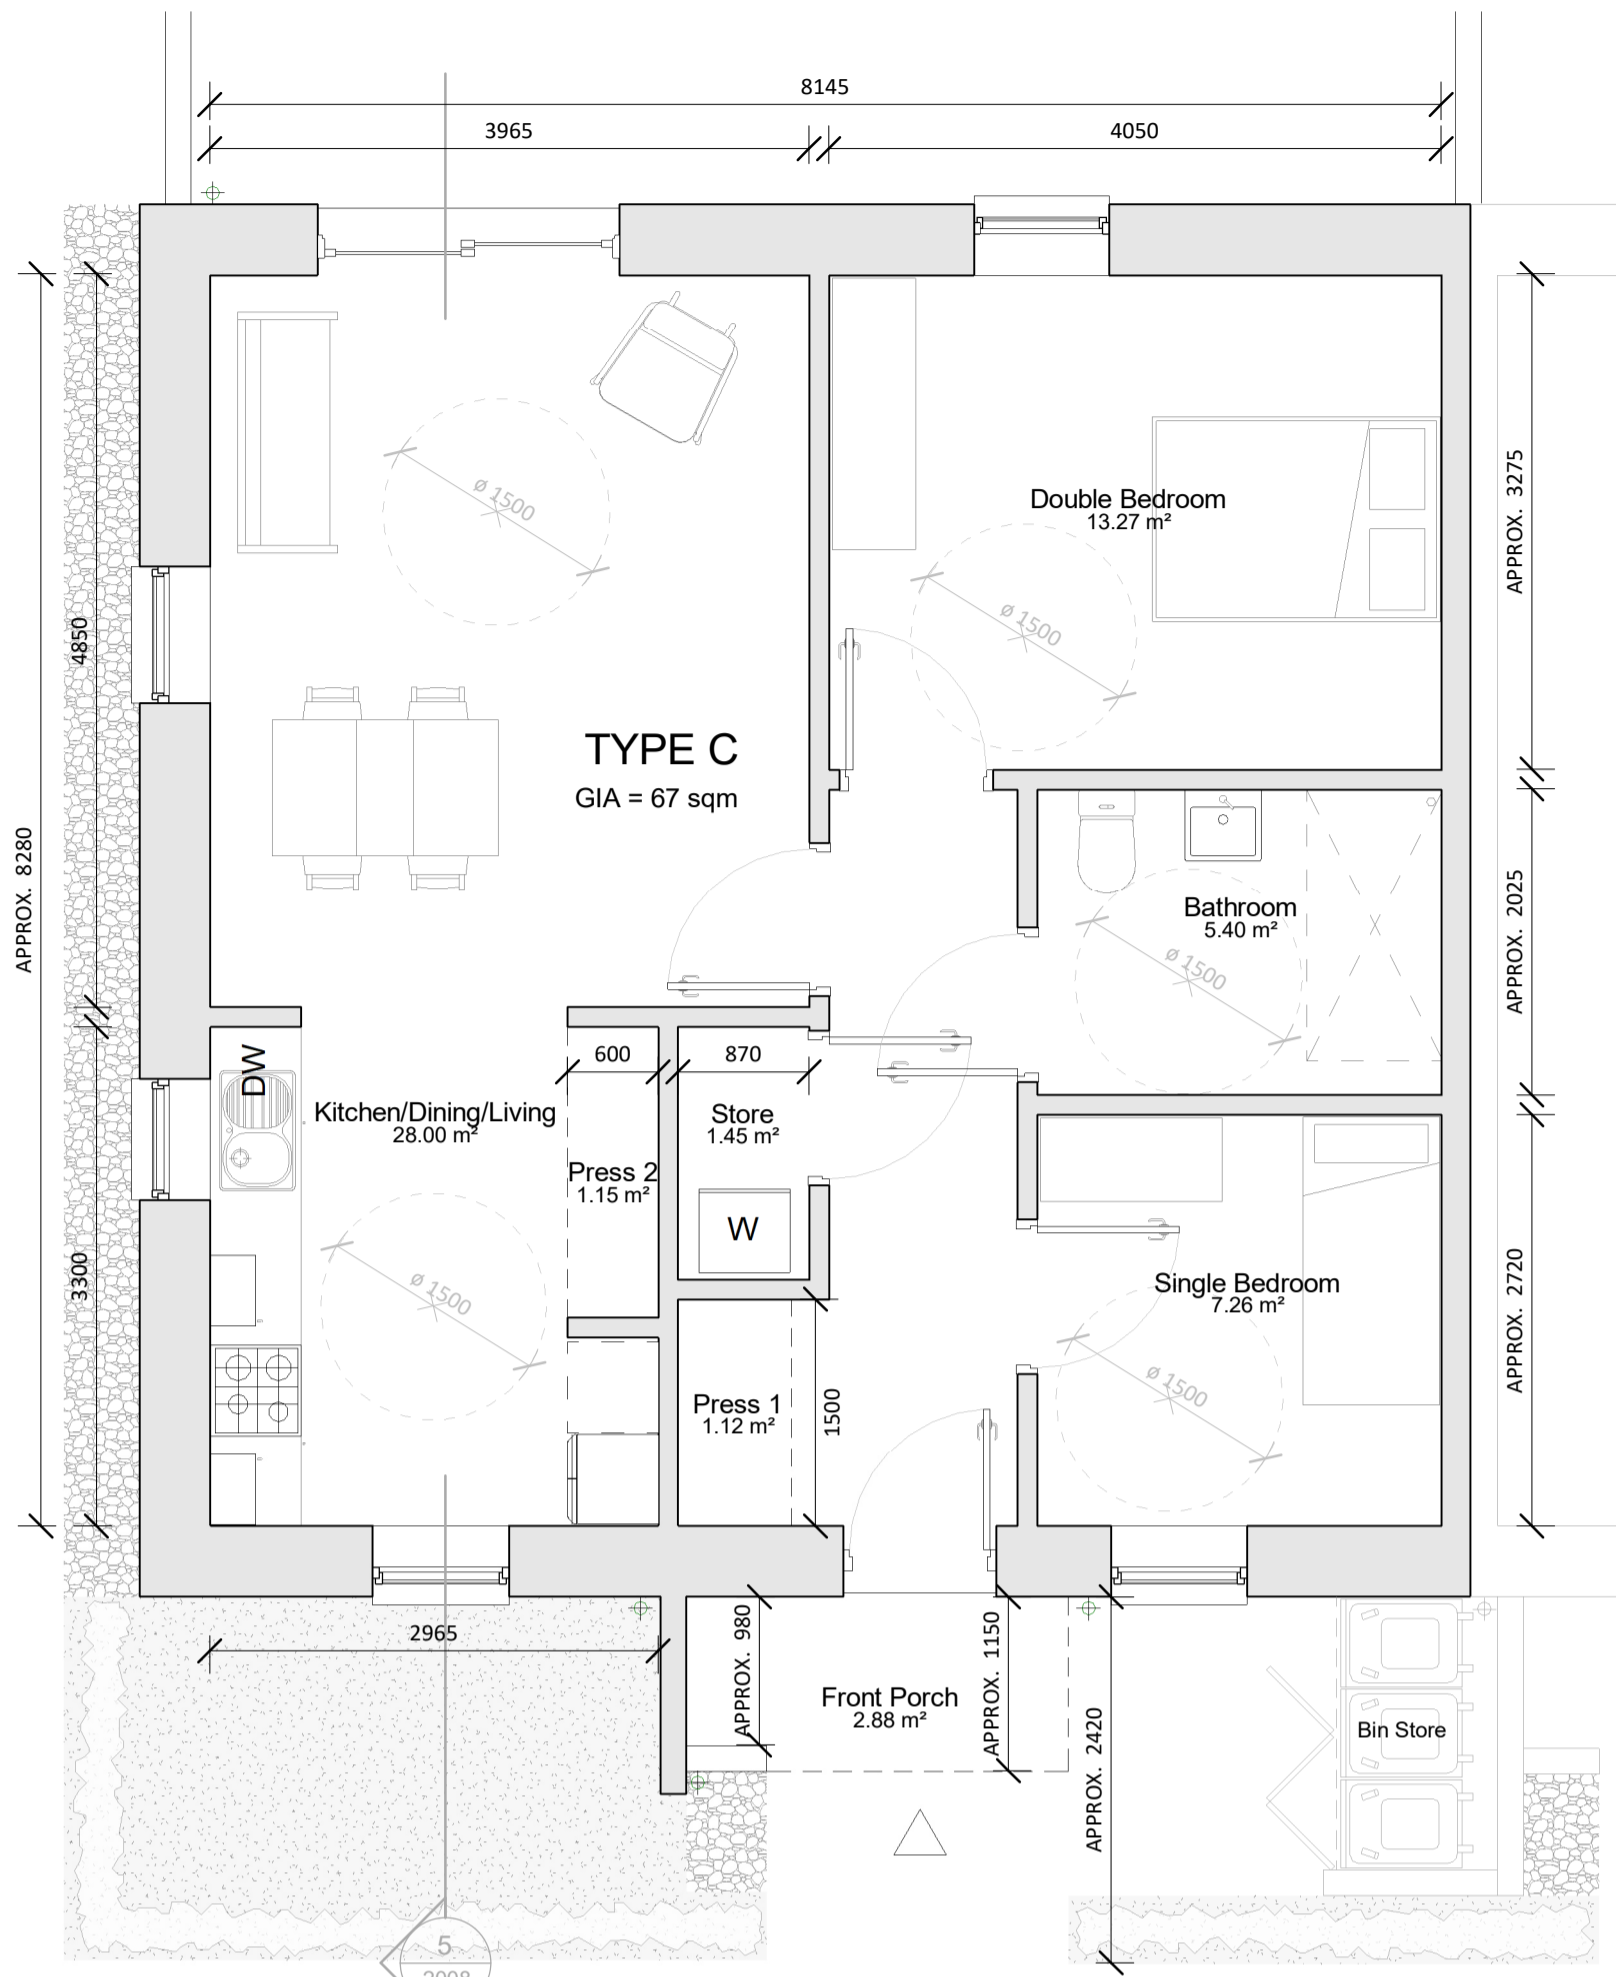 8145
3965
4050
ø 1500
Double Bedroom
13.27 m²
APPROX. 3275
ø 1500
4850
TYPE C
GIA = 67 sqm
APPROX. 8280
Bathroom
5.40 m²
APPROX. 2025
ø 1500
DW
600
870
Kitchen/Dining/Living
28.00 m²
Store
1.45 m²
Press 2
1.15 m²
W
3300
ø 1500
Single Bedroom
7.26 m²
APPROX. 2720
Press 1
1.12 m²
1500
ø 1500
2965
APPROX. 980
APPROX. 1150
Front Porch
2.88 m²
APPROX. 2420
Bin Store
5